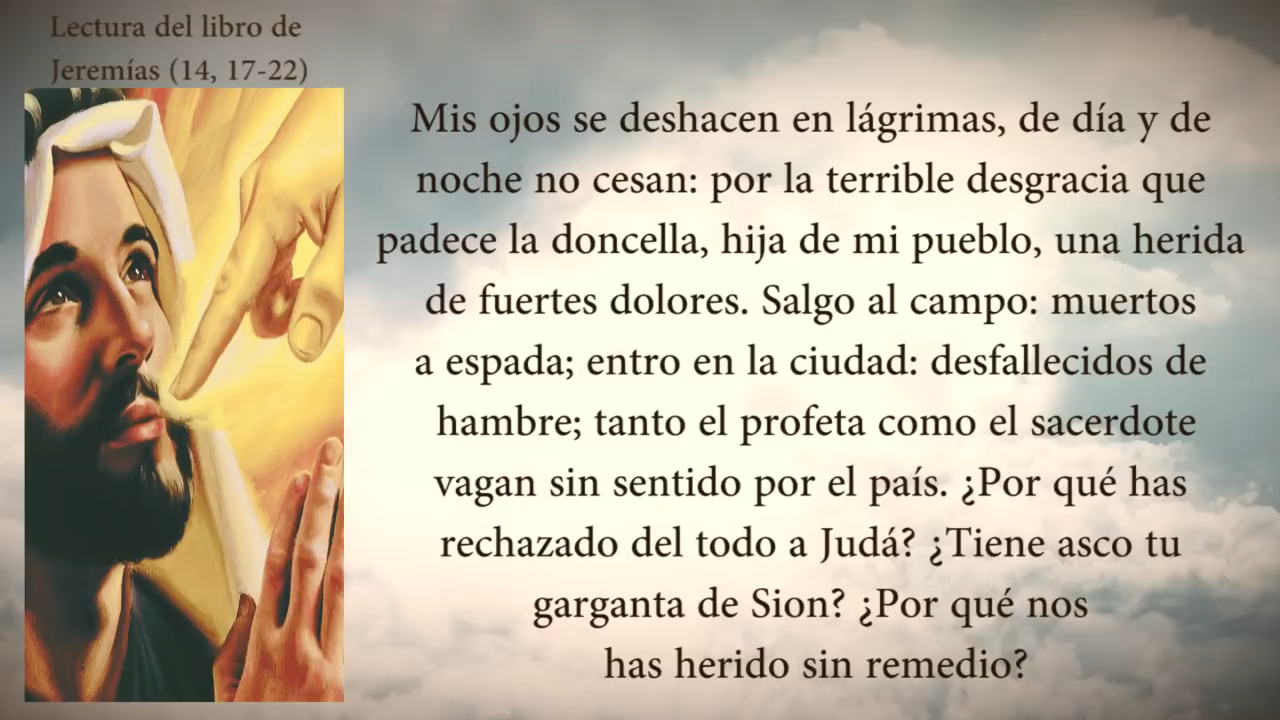 Lectura del libro de
Jeremías (14, 17-22)
Mis ojos se deshacen en lágrimas, de día y de
noche no cesan: por la terrible desgracia que
padece la doncella, hija de mi pueblo, una herida
de fuertes dolores. Salgo al campo: muertos
a espada; entro en la ciudad: desfallecidos de
hambre; tanto el profeta como el sacerdote
vagan sin sentido por el país. ¿Por qué has
rechazado del todo a Judá? ¿Tiene asco tu
garganta de Sion? ¿Por qué nos
has herido sin remedio?